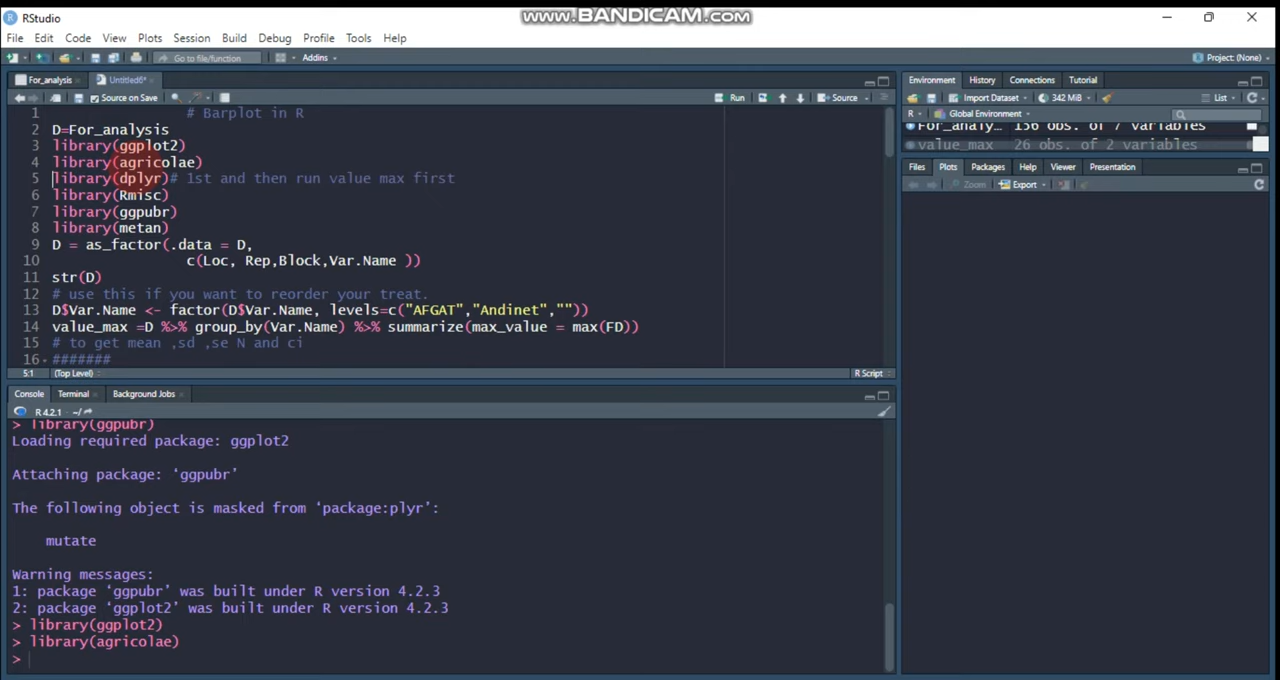 RStudio
www.BANDICAM.com
File Edit Code View Plots Session Build Debug Profile Tools Help
Go to file/function Addins Project: (None)
For_analysis Untitled6*
Source on Save Run Source
1 # Barplot in R
2 D=For_analysis
3 library(ggplot2)
4 library(agricolae)
5 library(dplyr)# 1st and then run value max first
6 library(Rmisc)
7 library(ggpubr)
8 library(metan)
9 D = as_factor(.data = D,
10 c(Loc, Rep,Block,Var.Name ))
11 str(D)
12 # use this if you want to reorder your treat.
13 D$Var.Name <- factor(D$Var.Name, levels=c("AFGAT","Andinet",""))
14 value_max =D %>% group_by(Var.Name) %>% summarize(max_value = max(FD))
15 # to get mean ,sd ,se N and ci
16 #######
5:1 (Top Level) R Script
Console Terminal Background Jobs
R 4.2.1 · ~/
> library(ggpubr)
Loading required package: ggplot2
Attaching package: ‘ggpubr’
The following object is masked from ‘package:plyr’:
mutate
Warning messages:
1: package ‘ggpubr’ was built under R version 4.2.3
2: package ‘ggplot2’ was built under R version 4.2.3
> library(ggplot2)
> library(agricolae)
>
Environment History Connections Tutorial
Import Dataset 342 MiB List
R Global Environment
For_analy… 156 obs. of 7 variables
value_max 26 obs. of 2 variables
Files Plots Packages Help Viewer Presentation
Zoom Export